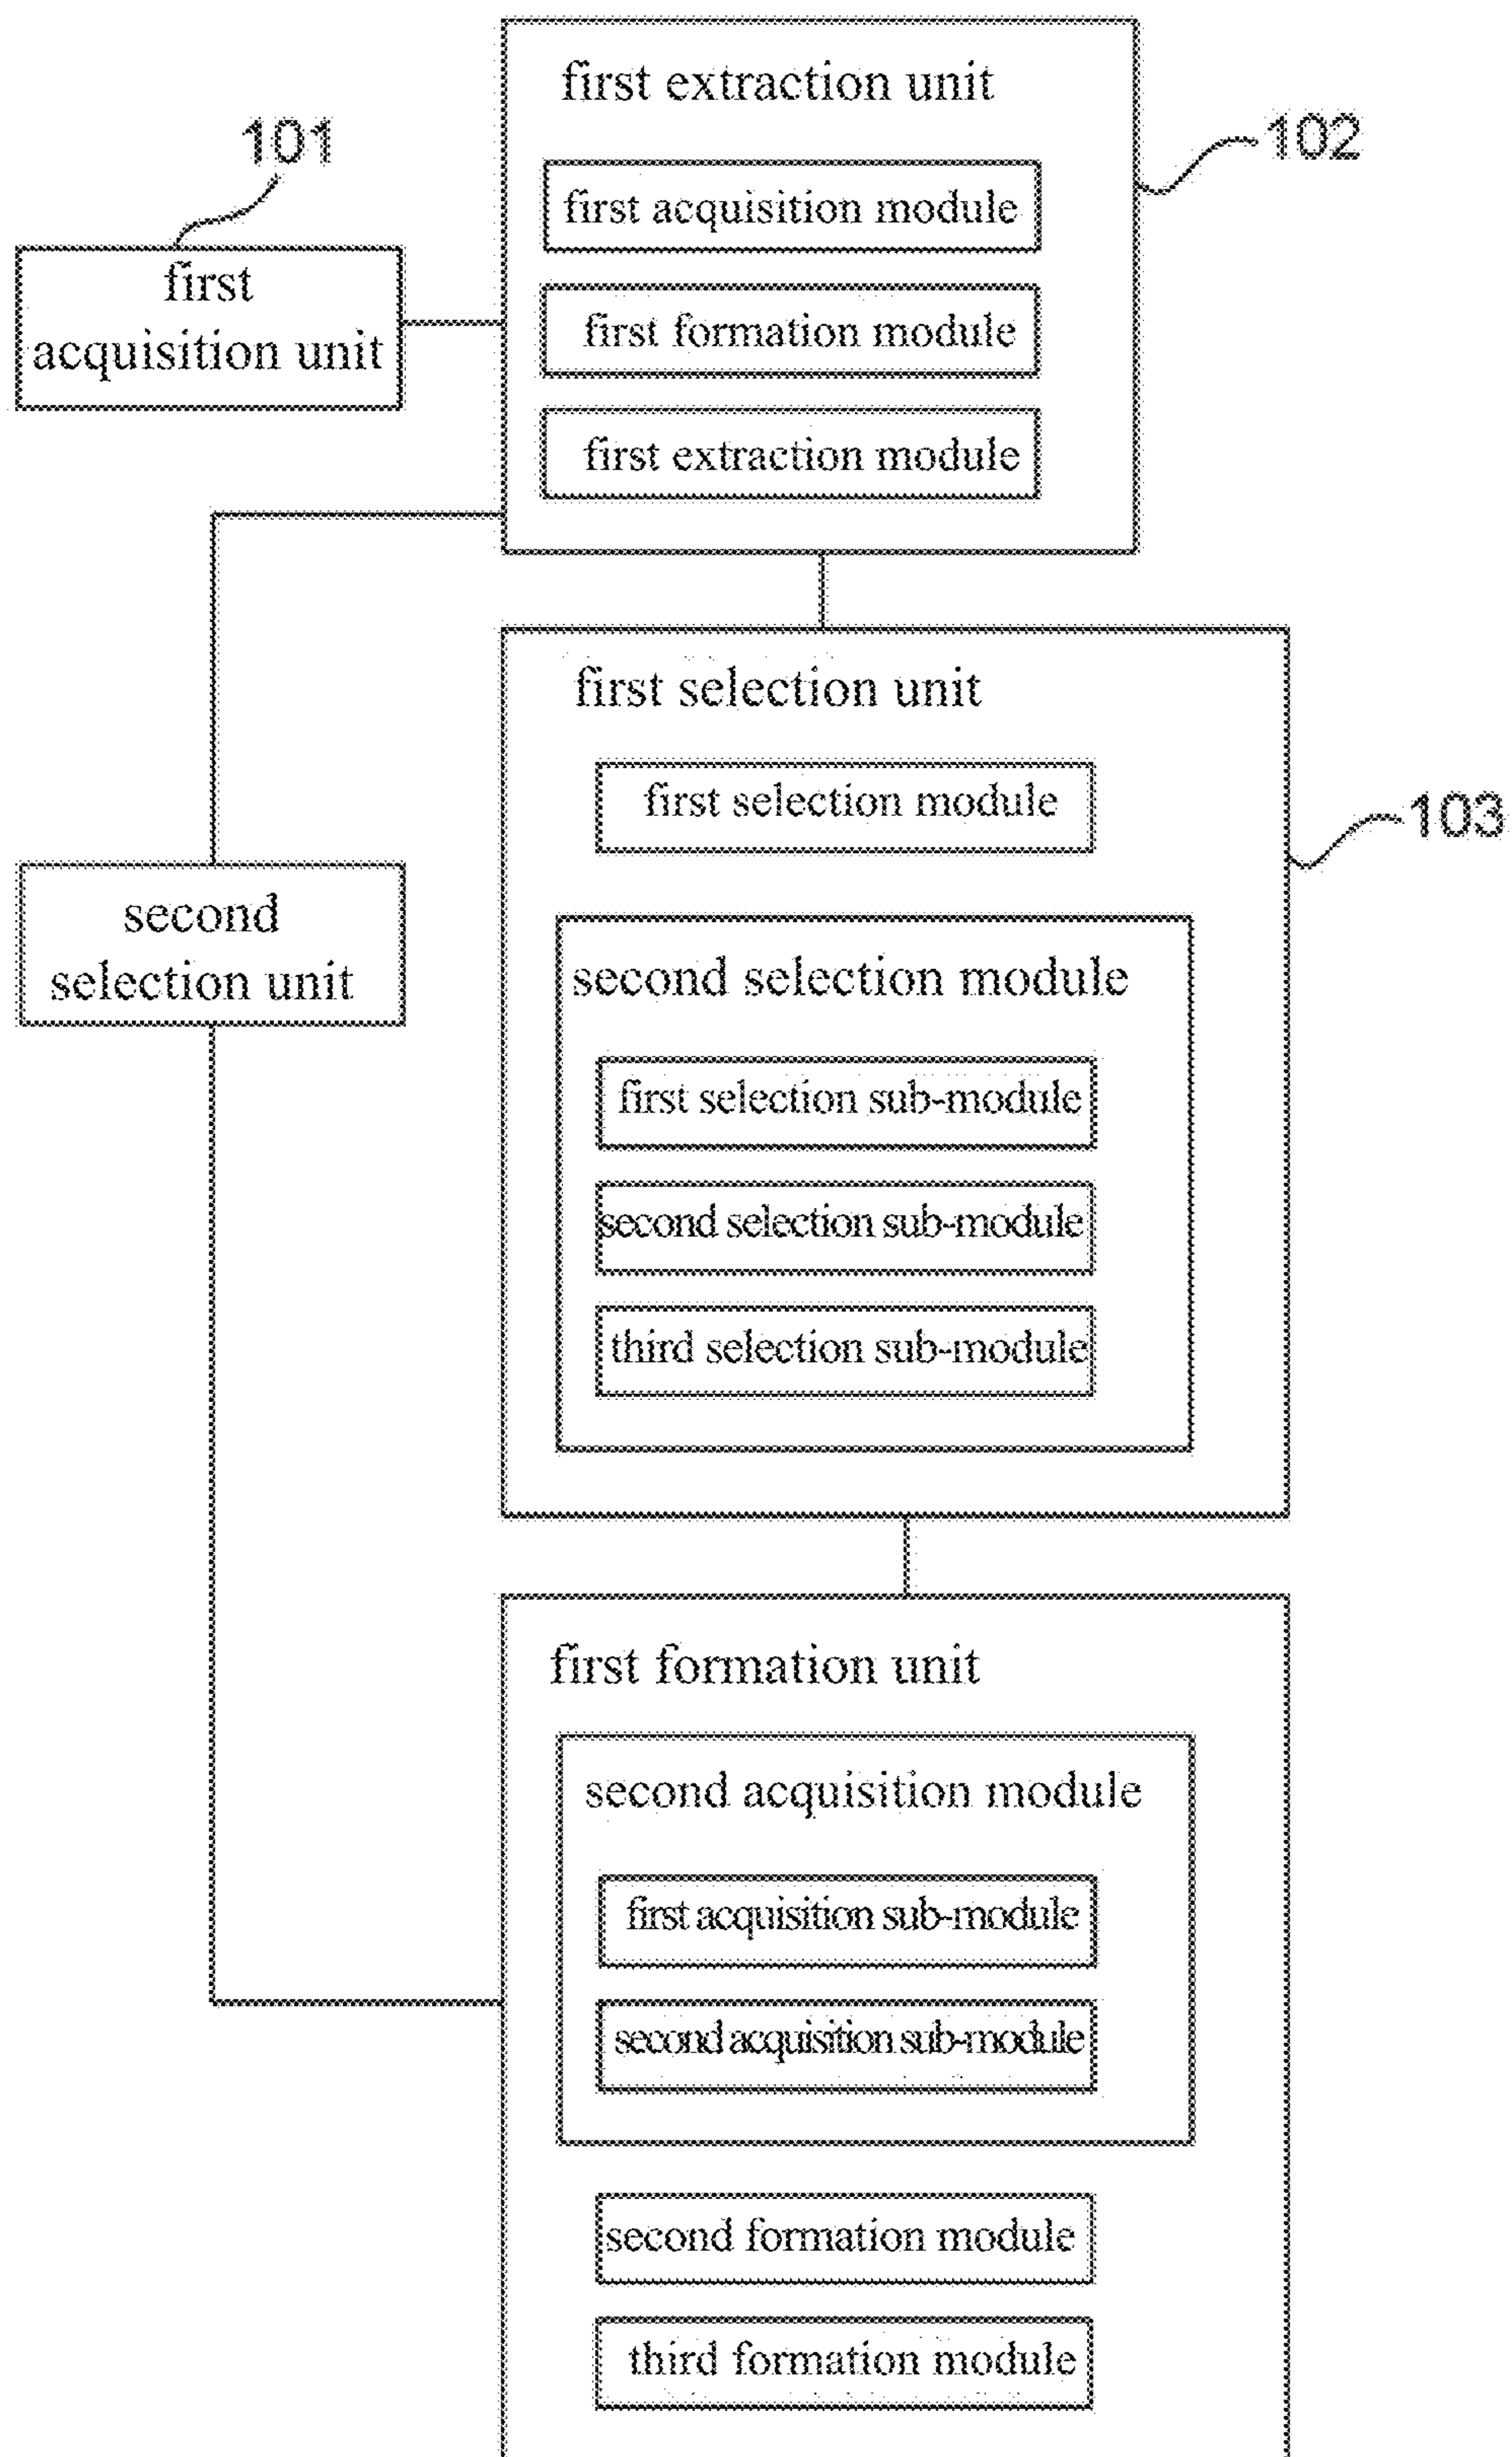 first extraction unit
101
102
first acquisition module
first
acquisition unit
first formation module
first extraction module
first selection unit
first selection module
103
second
selection unit
second selection module
first selection sub-module
second selection sub-module
third selection sub-module
first formation unit
second acquisition module
first acquisition sub-module
second acquisition sub-module
second formation module
third formation module